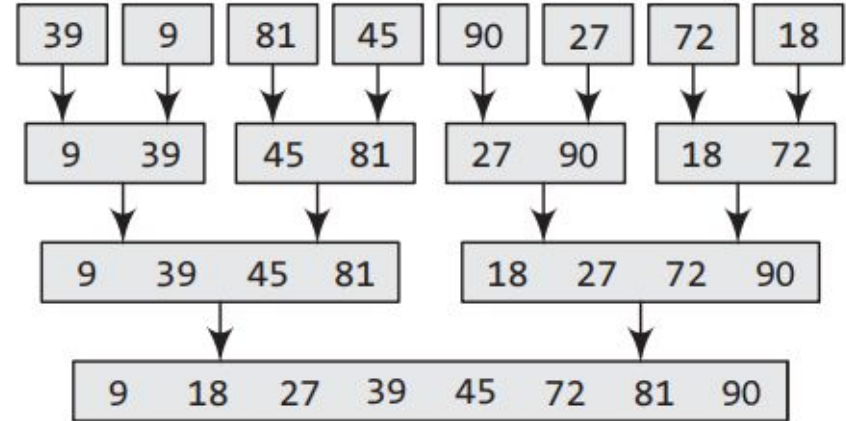 39 9 81 45 90 27 72 18
9 39 45 81 27 90 18 72
9 39 45 81 18 27 72 90
9 18 27 39 45 72 81 90